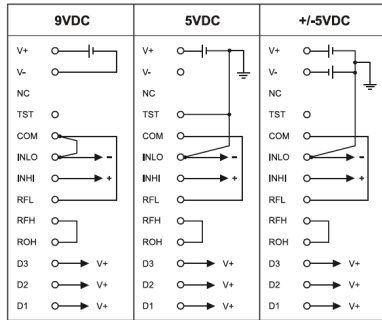 9VDC 5VDC +/-5VDC
V+ V+ V+
V- V- V-
NC NC NC
TST TST TST
COM COM COM
INLO - INLO - INLO -
INHI + INHI + INHI +
RFL RFL RFL
RFH RFH RFH
ROH ROH ROH
D3 V+ D3 V+ D3 V+
D2 V+ D2 V+ D2 V+
D1 V+ D1 V+ D1 V+